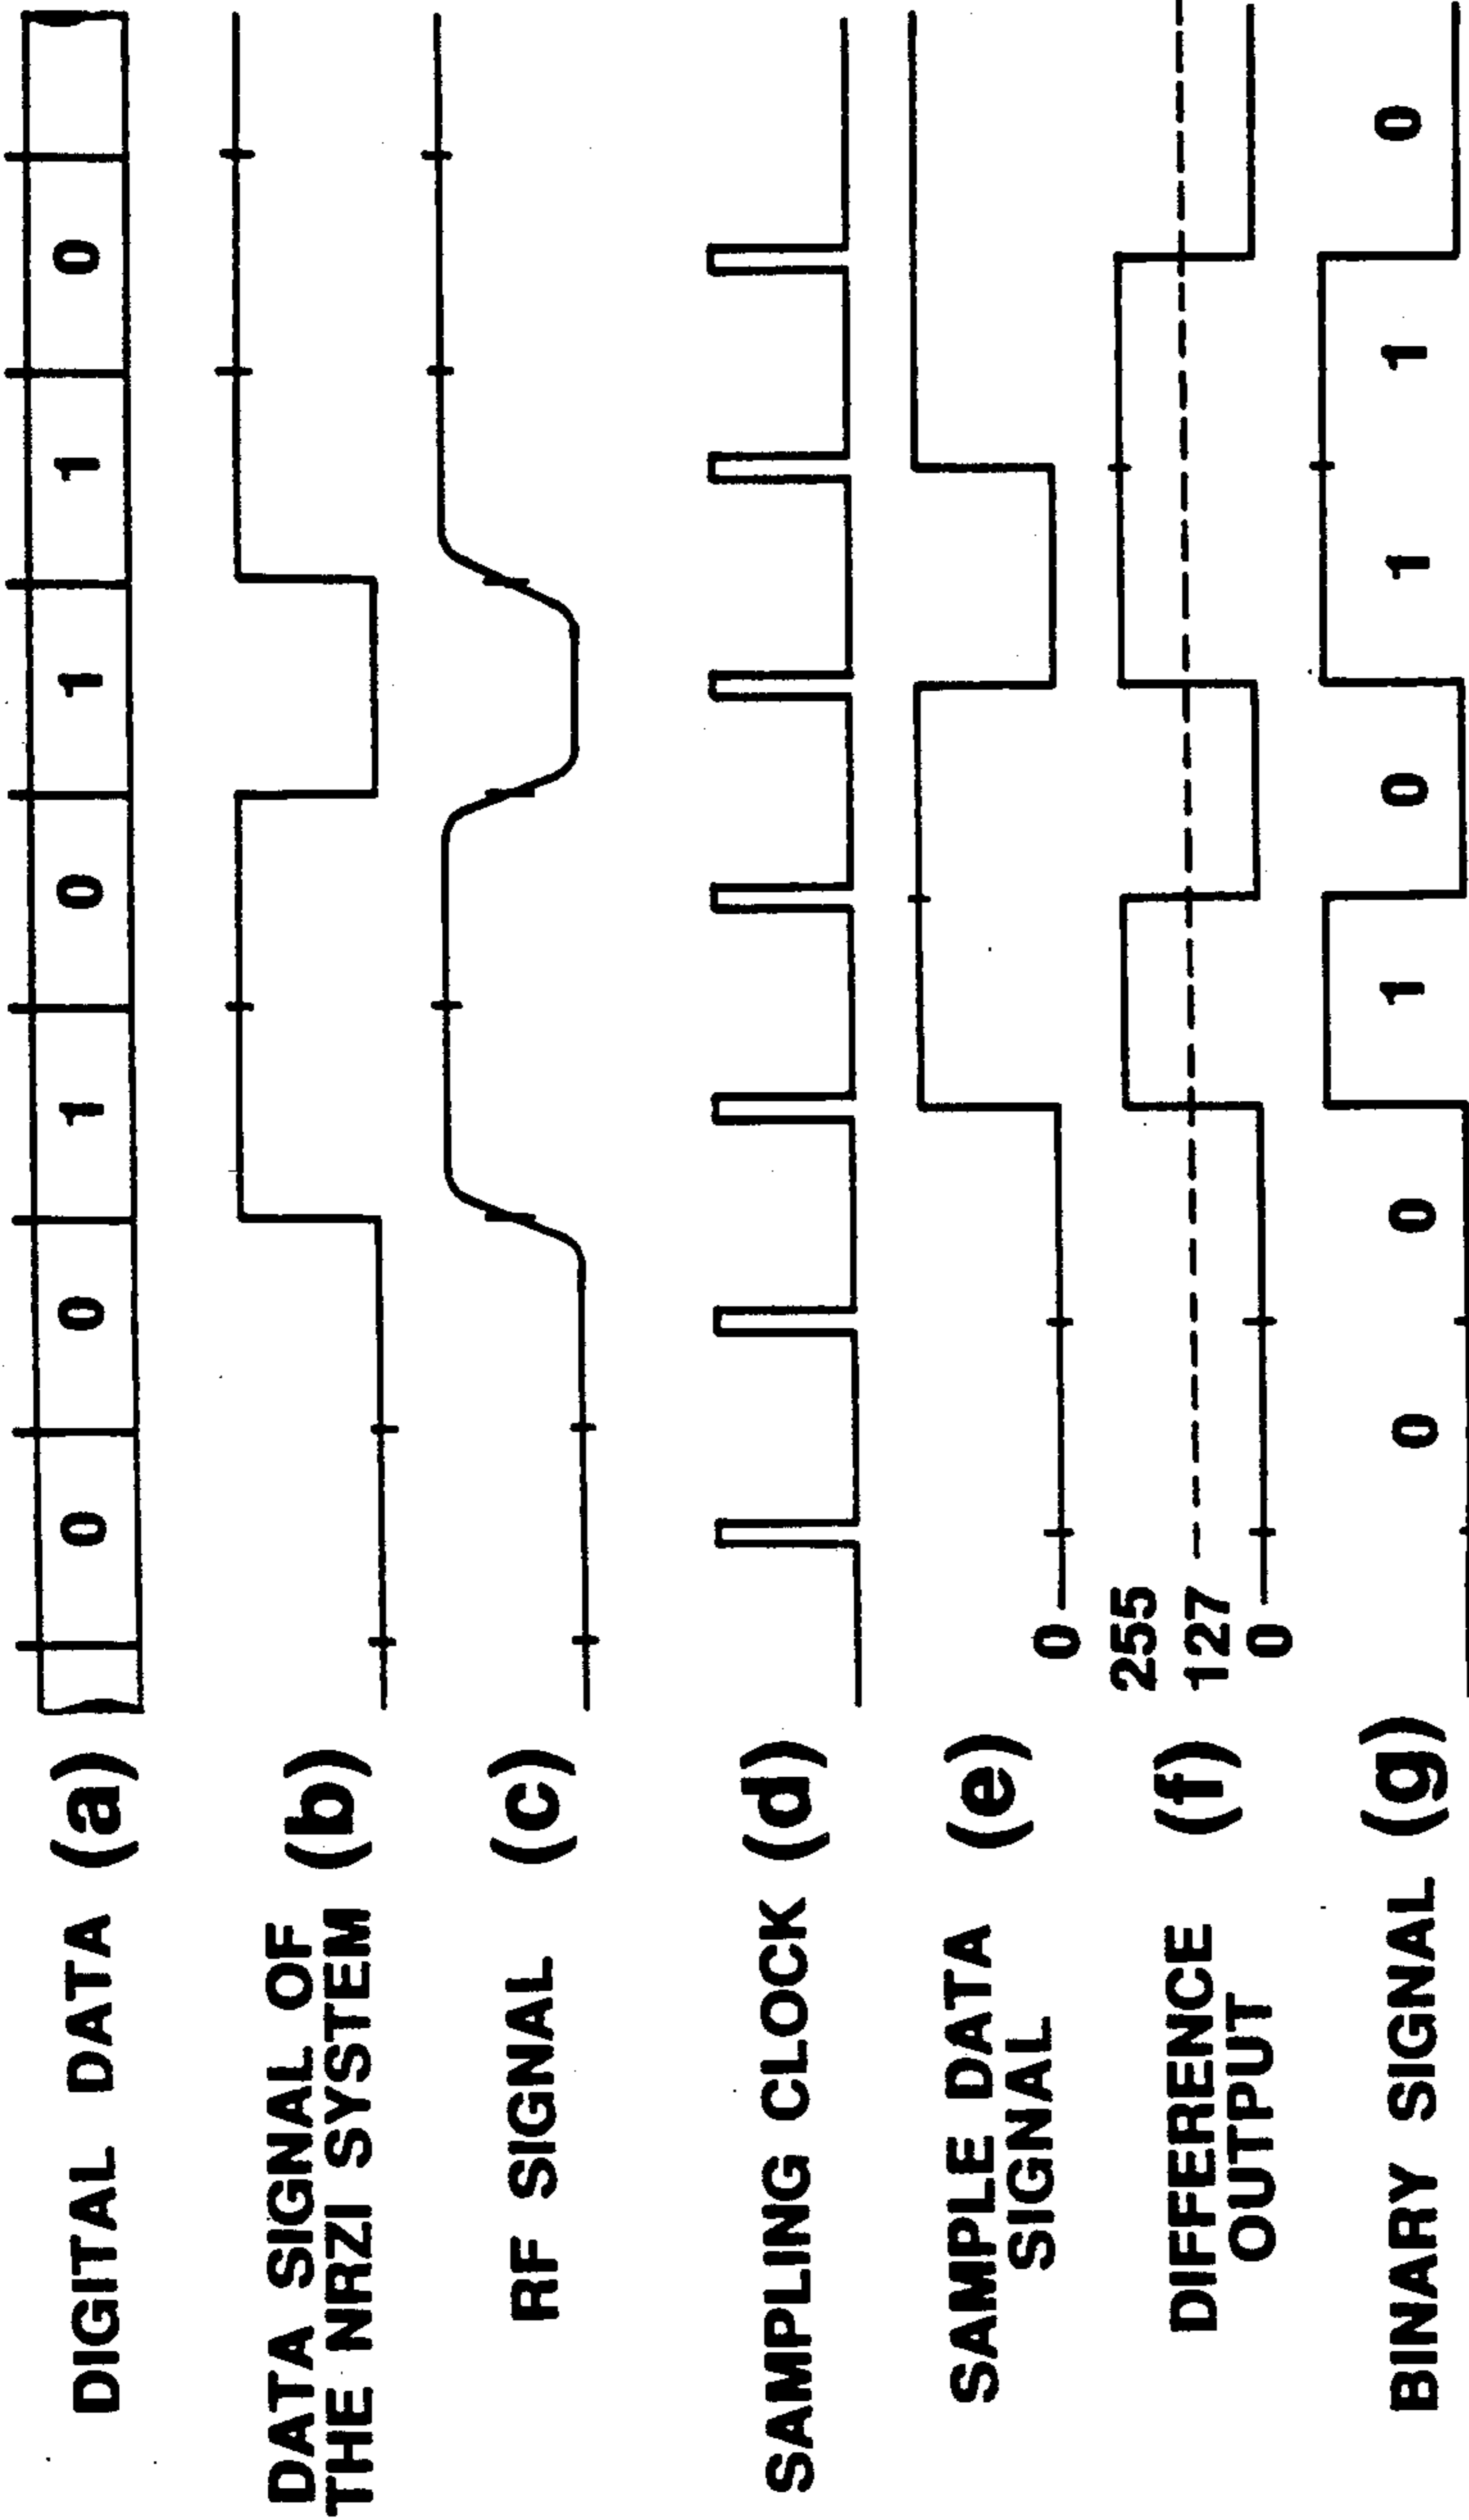 DIGITAL DATA (a) 0 0 1 0 1 1 0
DATA SIGNAL OF
THE NRZI SYSTEM (b)
RF SIGNAL (c)
SAMPLING CLOCK (d)
SAMPLE DATA
SIGNAL (e) 0
DIFFERENCE
OUTPUT (f)
255
127
0
BINARY SIGNAL (g) 0 0 1 0 1 1 0